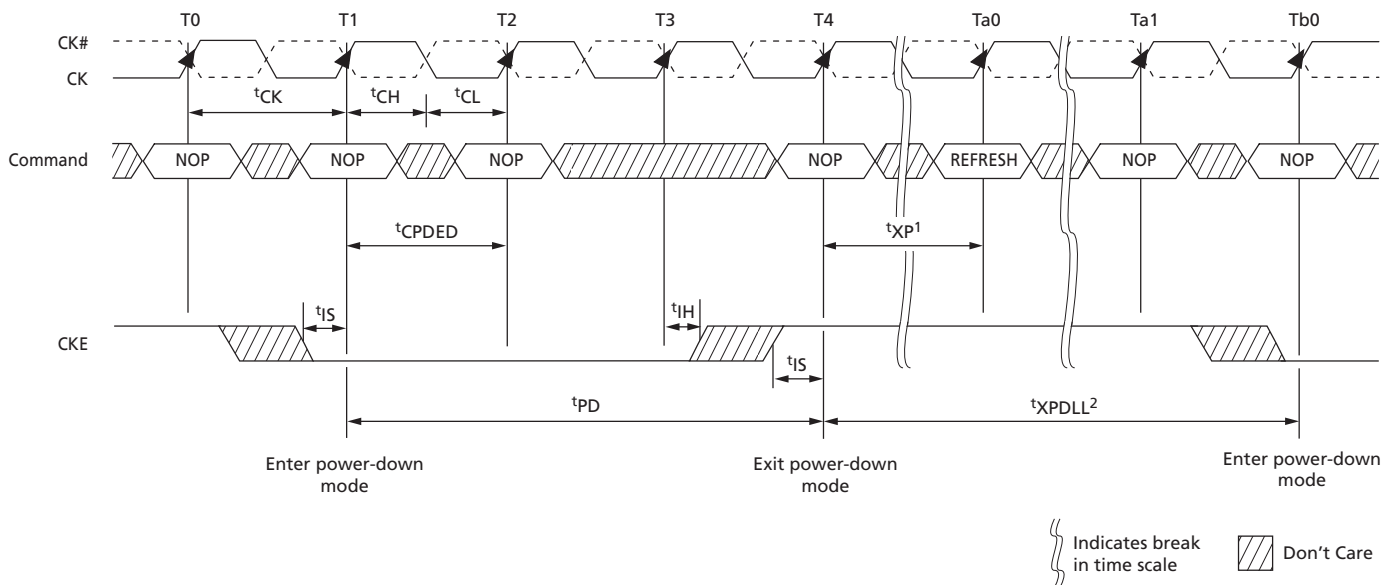 T0 T1 T2 T3 T4 Ta0 Ta1 Tb0
CK#
CK
tCK tCH tCL
Command NOP NOP NOP NOP REFRESH NOP NOP
tCPDED tXP1
tIS tIH
CKE
tIS
tPD tXPDLL2
Enter power-down
mode
Exit power-down
mode
Enter power-down
mode
Indicates break
in time scale
Don't Care